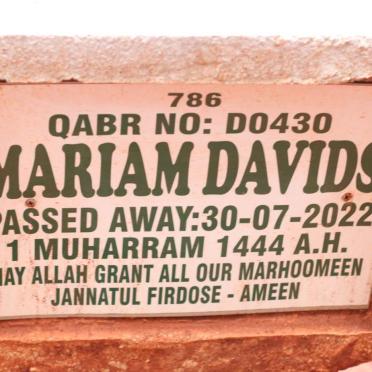 786
QABR NO: D0430
MARIAM DAVIDS
PASSED AWAY:30-07-2022
1 MUHARRAM 1444 A.H.
MAY ALLAH GRANT ALL OUR MARHOOMEEN
JANNATUL FIRDOSE - AMEEN